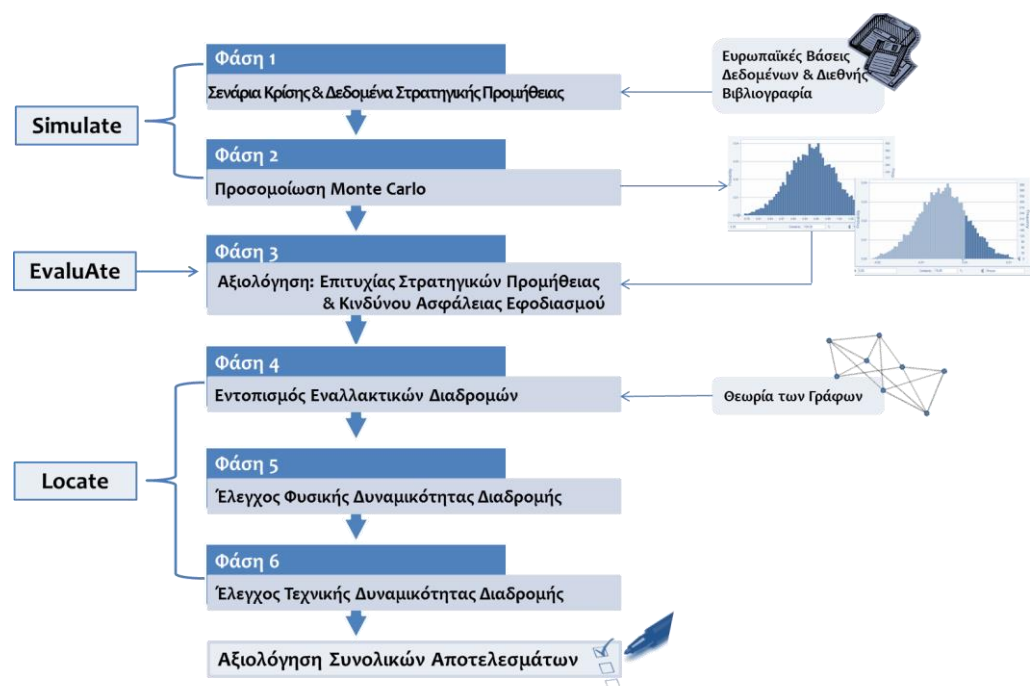 Φάση 1
Σενάρια Κρίσης & Δεδομένα Στρατηγικής Προμήθειας
Ευρωπαϊκές Βάσεις
Δεδομένων & Διεθνής
Βιβλιογραφία
Simulate
Φάση 2
Προσομοίωση Monte Carlo
EvaluAte
Φάση 3
Αξιολόγηση: Επιτυχίας Στρατηγικών Προμήθειας
& Κινδύνου Ασφάλειας Εφοδιασμού
Φάση 4
Εντοπισμός Εναλλακτικών Διαδρομών
Θεωρία των Γράφων
Locate
Φάση 5
Έλεγχος Φυσικής Δυναμικότητας Διαδρομής
Φάση 6
Έλεγχος Τεχνικής Δυναμικότητας Διαδρομής
Αξιολόγηση Συνολικών Αποτελεσμάτων